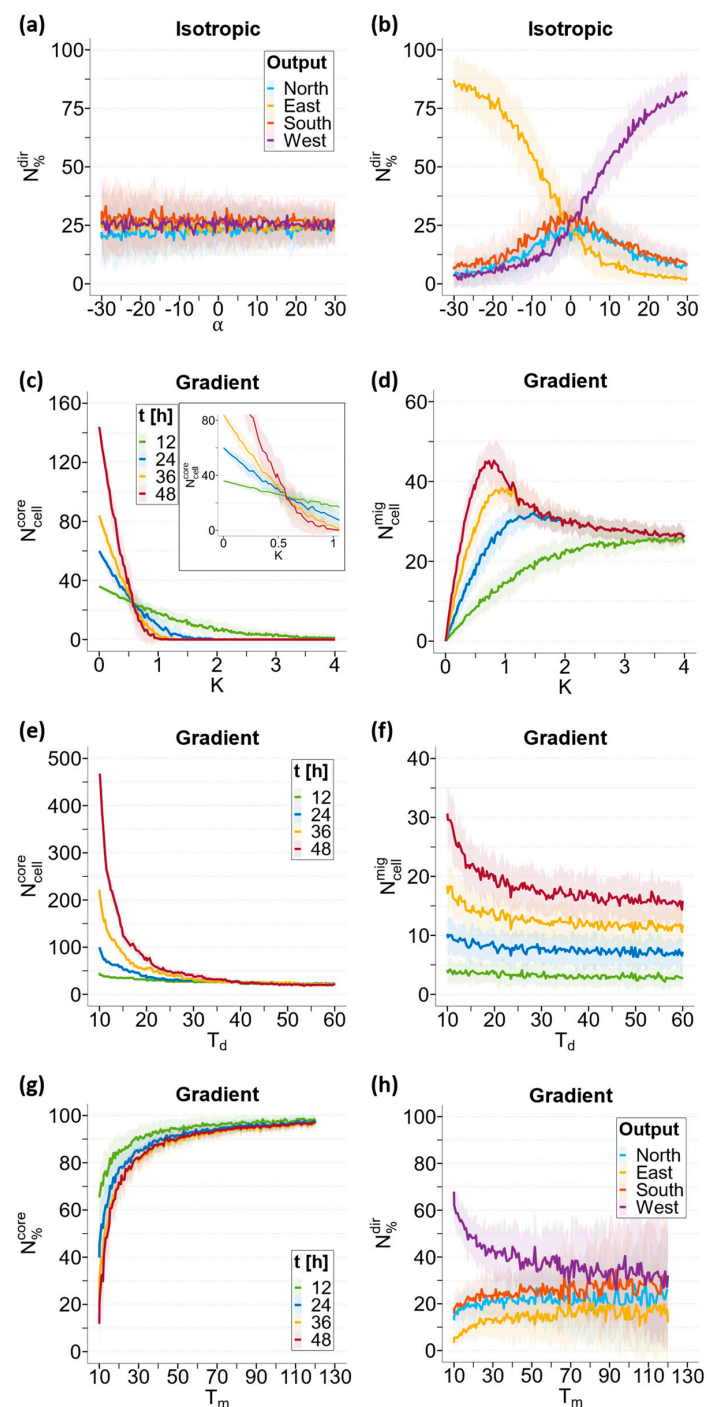 (a)
Isotropic
100
75
50
25
0
N%dir
Output
North
East
South
West
-30 -20 -10 0 10 20 30
α
(b)
Isotropic
100
75
50
25
0
N%dir
-30 -20 -10 0 10 20 30
(c)
Gradient
160
120
80
40
0
Ncellcore
t [h]
12
24
36
48
80
40
0
Ncellcore
0 0.5 1
K
0 1 2 3 4
K
(d)
Gradient
60
40
20
0
Ncellmig
0 1 2 3 4
K
(e)
Gradient
500
400
300
200
100
0
Ncellcore
t [h]
12
24
36
48
10 20 30 40 50 60
Td
(f)
Gradient
40
30
20
10
0
Ncellmig
10 20 30 40 50 60
Td
(g)
Gradient
100
80
60
40
20
0
N%core
t [h]
12
24
36
48
10 30 50 70 90 110 130
Tm
(h)
Gradient
100
80
60
40
20
0
N%dir
Output
North
East
South
West
10 30 50 70 90 110 130
Tm